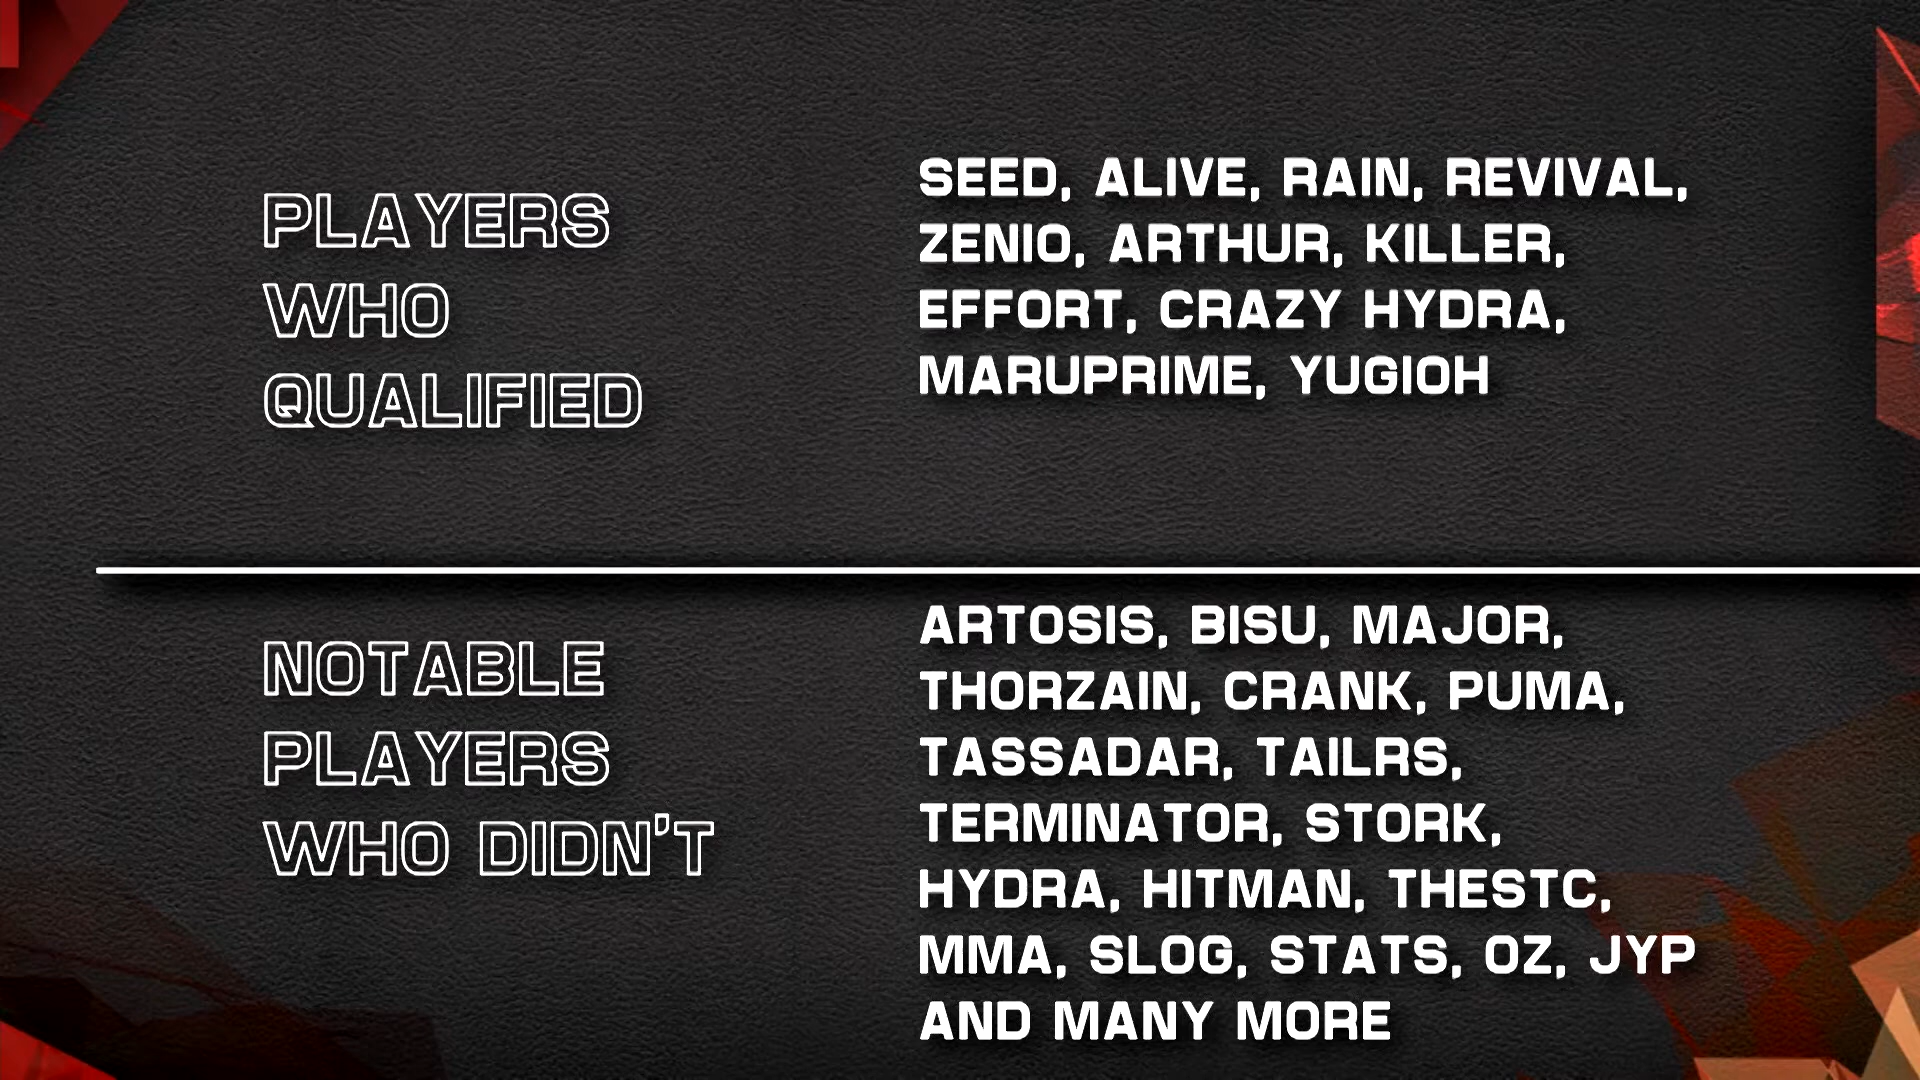 PLAYERS
WHO
QUALIFIED
SEED, ALIVE, RAIN, REVIVAL,
ZENIO, ARTHUR, KILLER,
EFFORT, CRAZY HYDRA,
MARUPRIME, YUGIOH
NOTABLE
PLAYERS
WHO DIDN'T
ARTOSIS, BISU, MAJOR,
THORZAIN, CRANK, PUMA,
TASSADAR, TAILRS,
TERMINATOR, STORK,
HYDRA, HITMAN, THESTC,
MMA, SLOG, STATS, OZ, JYP
AND MANY MORE